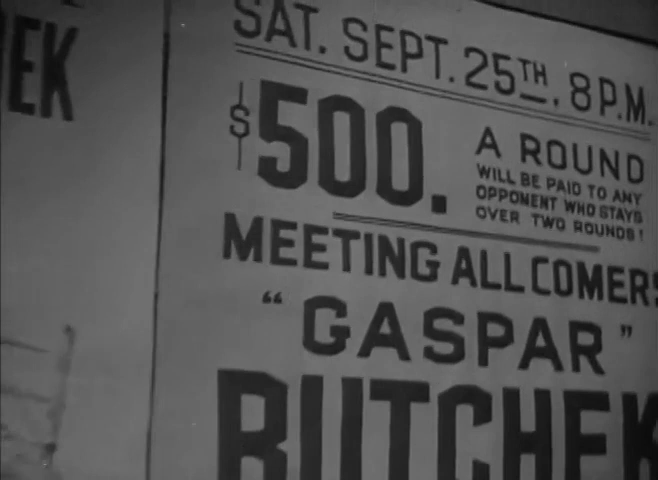 EK
SAT. SEPT. 25TH, 8 P.M.
$500. A ROUND
WILL BE PAID TO ANY
OPPONENT WHO STAYS
OVER TWO ROUNDS!
MEETING ALL COMERS
"GASPAR"
BUTCHEK